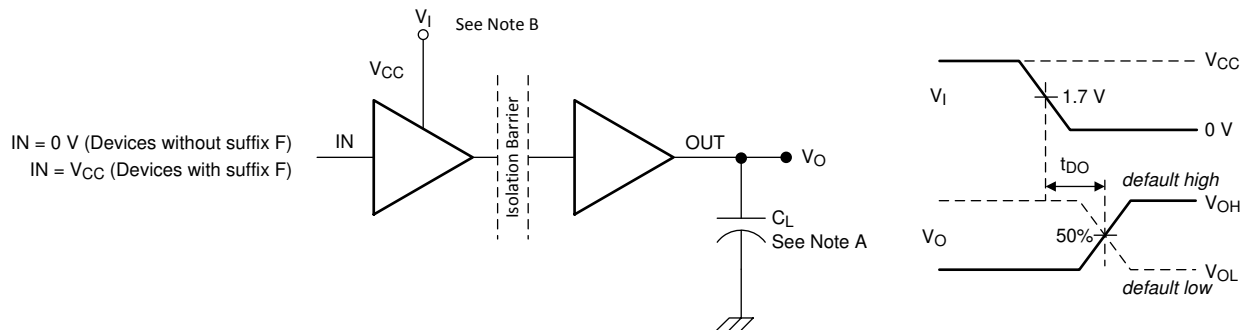 V_I
See Note B
V_CC
IN = 0 V (Devices without suffix F)
IN = V_CC (Devices with suffix F)
IN
Isolation Barrier
OUT
V_O
C_L
See Note A
V_I
V_CC
1.7 V
0 V
t_DO
default high
V_OH
V_O
50%
V_OL
default low